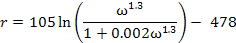 r = 105 ln ( ω^1.3 / (1 + 0.002ω^1.3) ) − 478